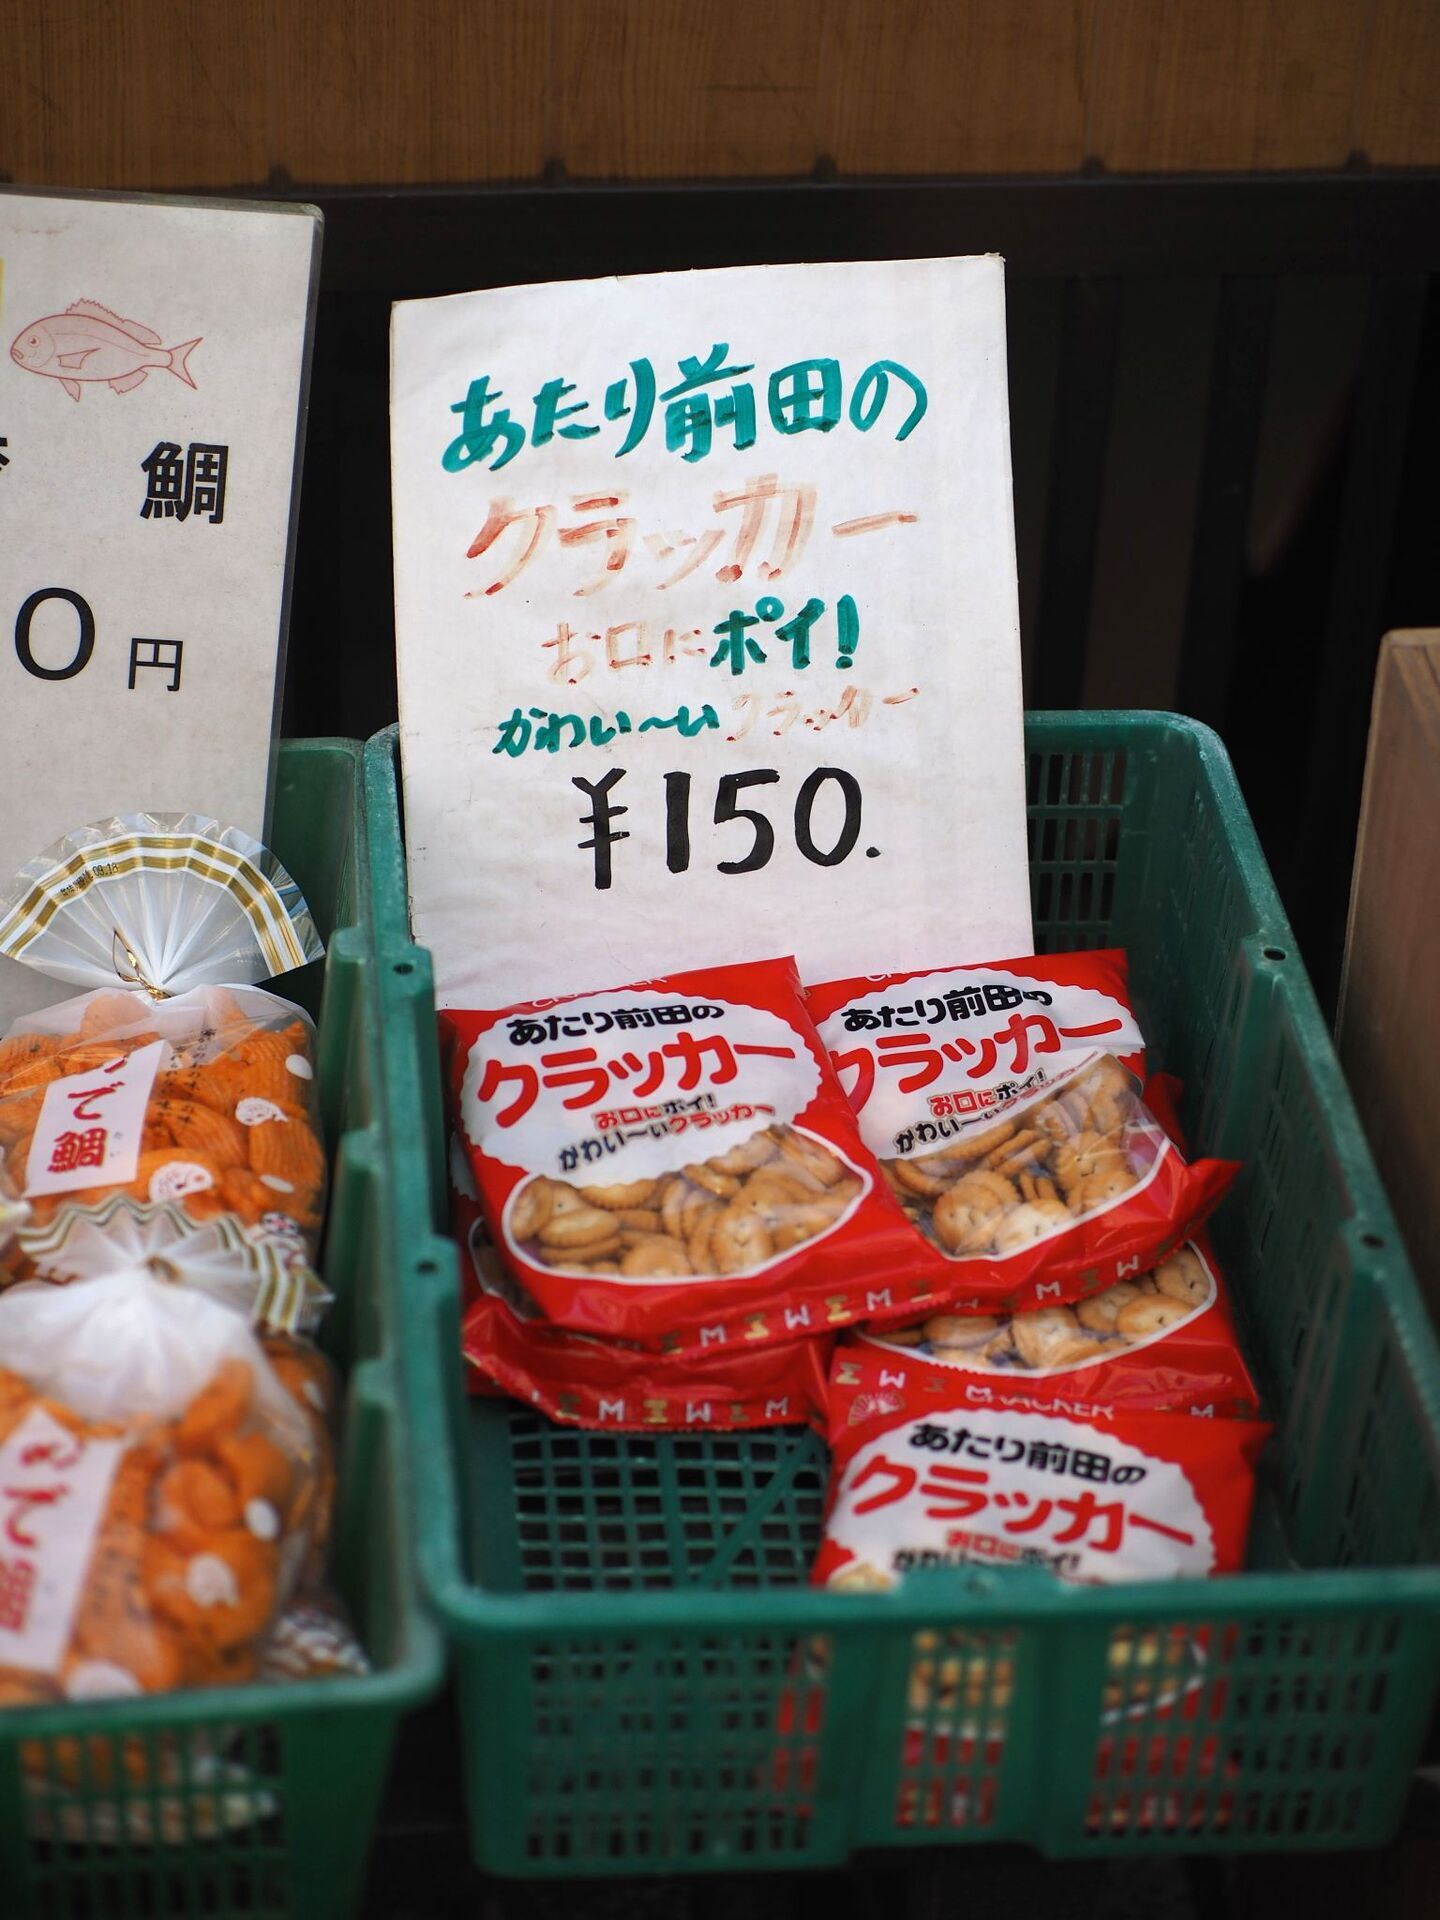 鯛
0円
あたり前田の
クラッカー
お口にポイ!
かわい〜いクラッカー
¥150.
09.18
で鯛
あたり前田の
クラッカー
お口にポイ!
かわい〜いクラッカー
あたり前田の
クラッカー
お口にポイ!
かわい〜いクラッカー
CRACKER
あたり前田の
クラッカー
お口にポイ!